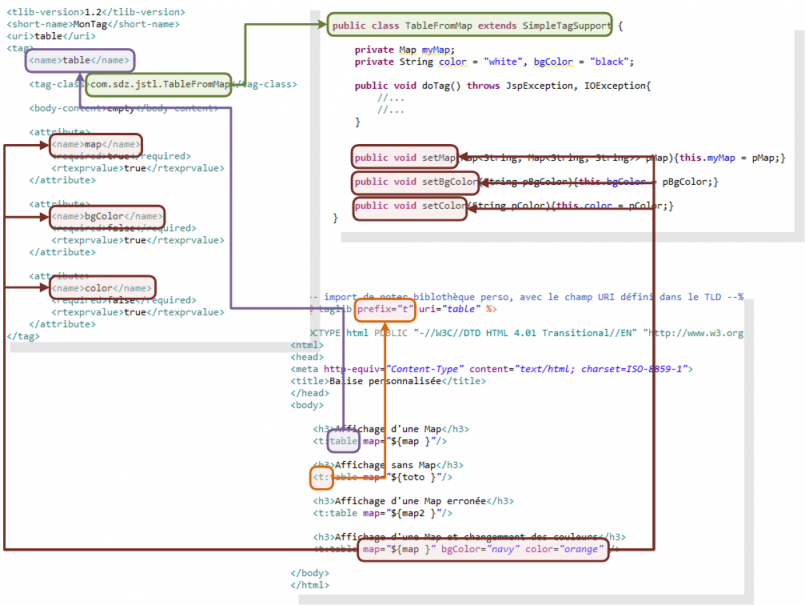 <tlib-version>1.2</tlib-version>
<short-name>MonTag</short-name>
<uri>table</uri>
<tag>
<name>table</name>
<tag-class>com.sdz.jstl.TableFromMap</tag-class>
<body-content>empty</body-content>
<attribute>
<name>map</name>
<required>true</required>
<rtexprvalue>true</rtexprvalue>
</attribute>
<attribute>
<name>bgColor</name>
<required>false</required>
<rtexprvalue>true</rtexprvalue>
</attribute>
<attribute>
<name>color</name>
<required>false</required>
<rtexprvalue>true</rtexprvalue>
</attribute>
</tag>
public class TableFromMap extends SimpleTagSupport {
private Map myMap;
private String color = "white", bgColor = "black";
public void doTag() throws JspException, IOException{
//...
//...
}
public void setMap(Map<String, Map<String, String>> pMap){this.myMap = pMap;}
public void setBgColor(String pBgColor){this.bgColor = pBgColor;}
public void setColor(String pColor){this.color = pColor;}
}
-- import de noter biblothèque perso, avec le champ URI défini dans le TLD --%
taglib prefix="t" uri="table" %>
OCTYPE html PUBLIC "-//W3C//DTD HTML 4.01 Transitional//EN" "http://www.w3.org
<html>
<head>
<meta http-equiv="Content-Type" content="text/html; charset=ISO-8859-1">
<title>Balise personnalisée</title>
</head>
<body>
<h3>Affichage d'une Map</h3>
<t:table map="${map }"/>
<h3>Affichage sans Map</h3>
<t:table map="${toto }"/>
<h3>Affichage d'une Map erronée</h3>
<t:table map="${map2 }"/>
<h3>Affichage d'une Map et changemment des couleurs</h3>
<t:table map="${map }" bgColor="navy" color="orange" />
</body>
</html>